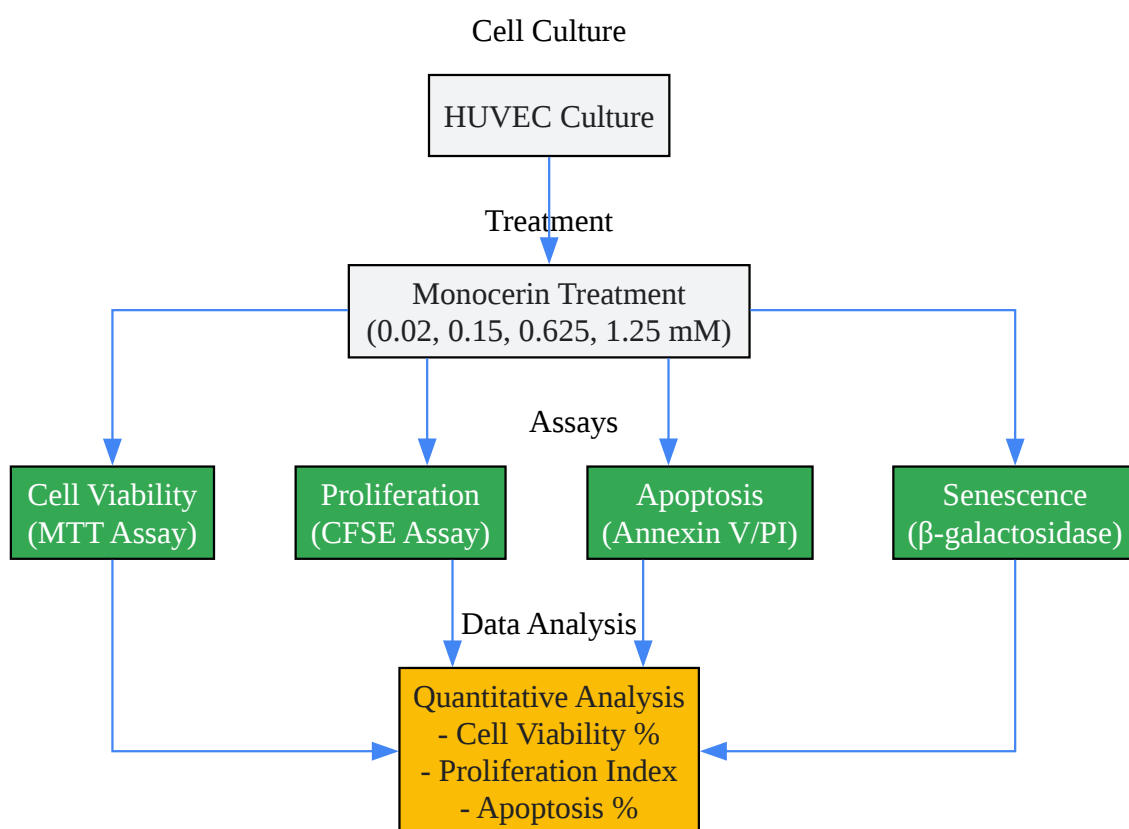 Cell Culture
HUVEC Culture
Treatment
Monocerin Treatment
(0.02, 0.15, 0.625, 1.25 mM)
Assays
Cell Viability
(MTT Assay)
Proliferation
(CFSE Assay)
Apoptosis
(Annexin V/PI)
Senescence
(β-galactosidase)
Data Analysis
Quantitative Analysis
- Cell Viability %
- Proliferation Index
- Apoptosis %